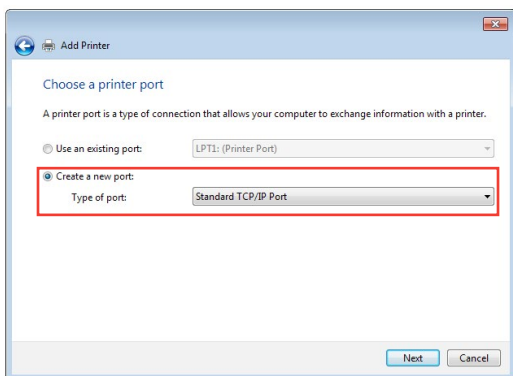 Add Printer
Choose a printer port
A printer port is a type of connection that allows your computer to exchange information with a printer.
Use an existing port: LPT1: (Printer Port)
Create a new port:
Type of port: Standard TCP/IP Port
Next Cancel